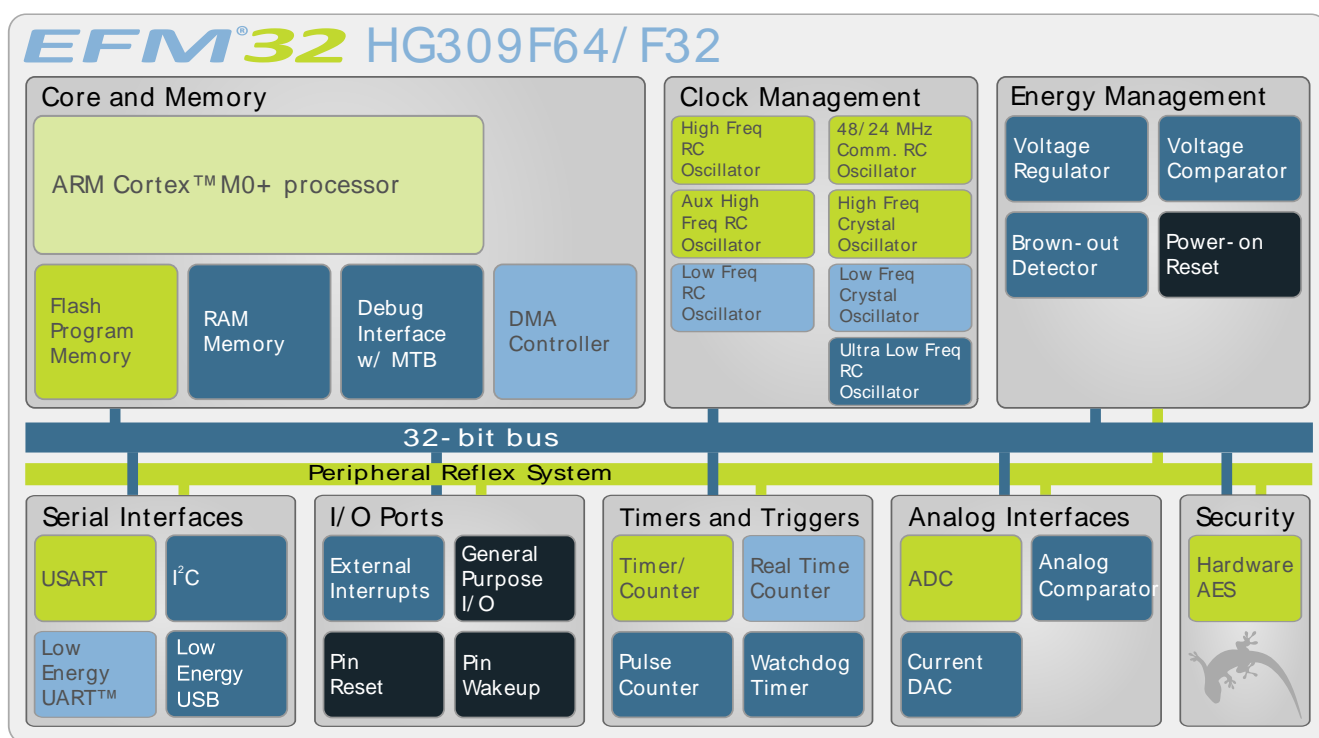 EFM®32 HG309F64/F32
Core and Memory
ARM Cortex™ M0+ processor
Flash
Program
Memory
RAM
Memory
Debug
Interface
w/ MTB
DMA
Controller
Clock Management
High Freq
RC
Oscillator
48/24 MHz
Comm. RC
Oscillator
Aux High
Freq RC
Oscillator
High Freq
Crystal
Oscillator
Low Freq
RC
Oscillator
Low Freq
Crystal
Oscillator
Ultra Low Freq
RC
Oscillator
Energy Management
Voltage
Regulator
Voltage
Comparator
Brown-out
Detector
Power-on
Reset
32-bit bus
Peripheral Reflex System
Serial Interfaces
USART
I²C
Low
Energy
UART™
Low
Energy
USB
I/O Ports
External
Interrupts
General
Purpose
I/O
Pin
Reset
Pin
Wakeup
Timers and Triggers
Timer/
Counter
Real Time
Counter
Pulse
Counter
Watchdog
Timer
Analog Interfaces
ADC
Analog
Comparator
Current
DAC
Security
Hardware
AES